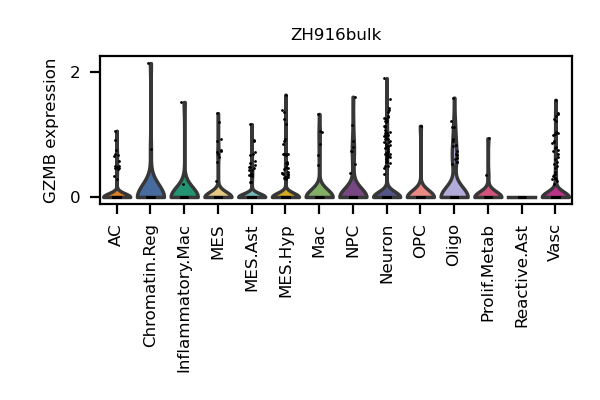 ZH916bulk
GZMB expression
2
0
AC
Chromatin.Reg
Inflammatory.Mac
MES
MES.Ast
MES.Hyp
Mac
NPC
Neuron
OPC
Oligo
Prolif.Metab
Reactive.Ast
Vasc